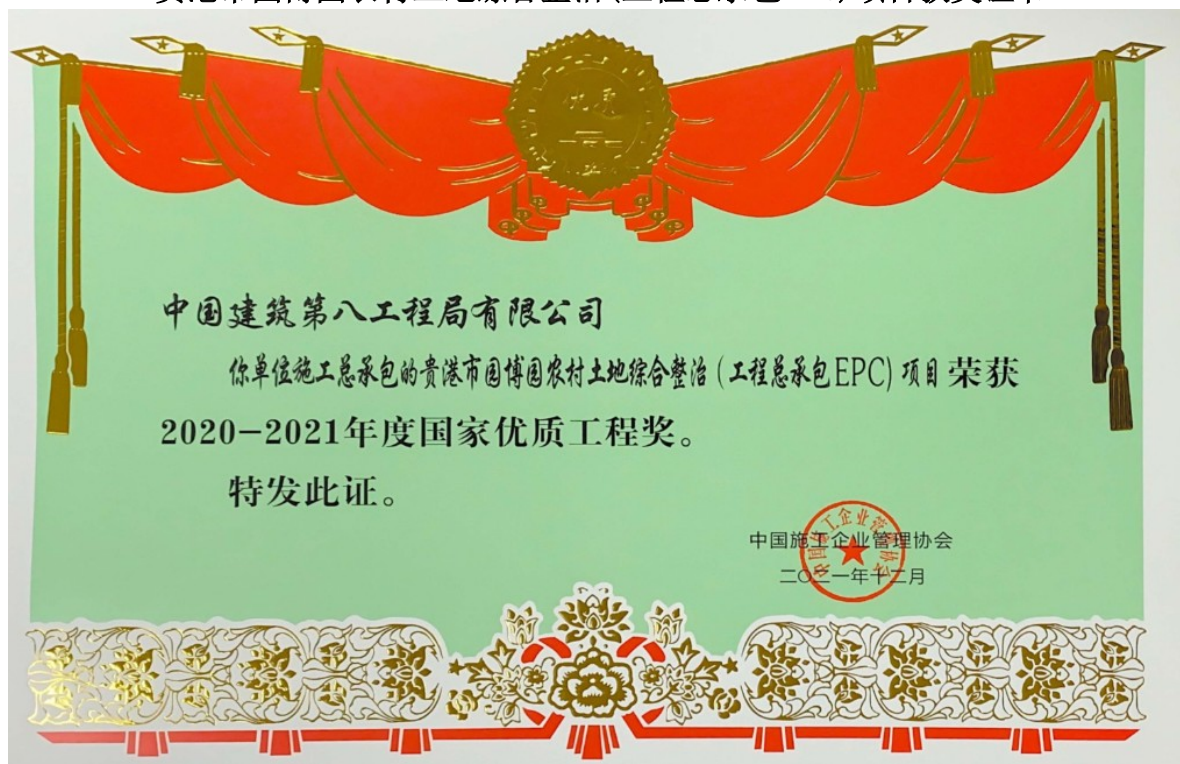 中国建筑第八工程局有限公司
你单位施工总承包的贵港市园博园农村土地综合整治（工程总承包EPC）项目荣获
2020-2021年度国家优质工程奖。
特发此证。
中国施工企业管理协会
二〇二一年十二月